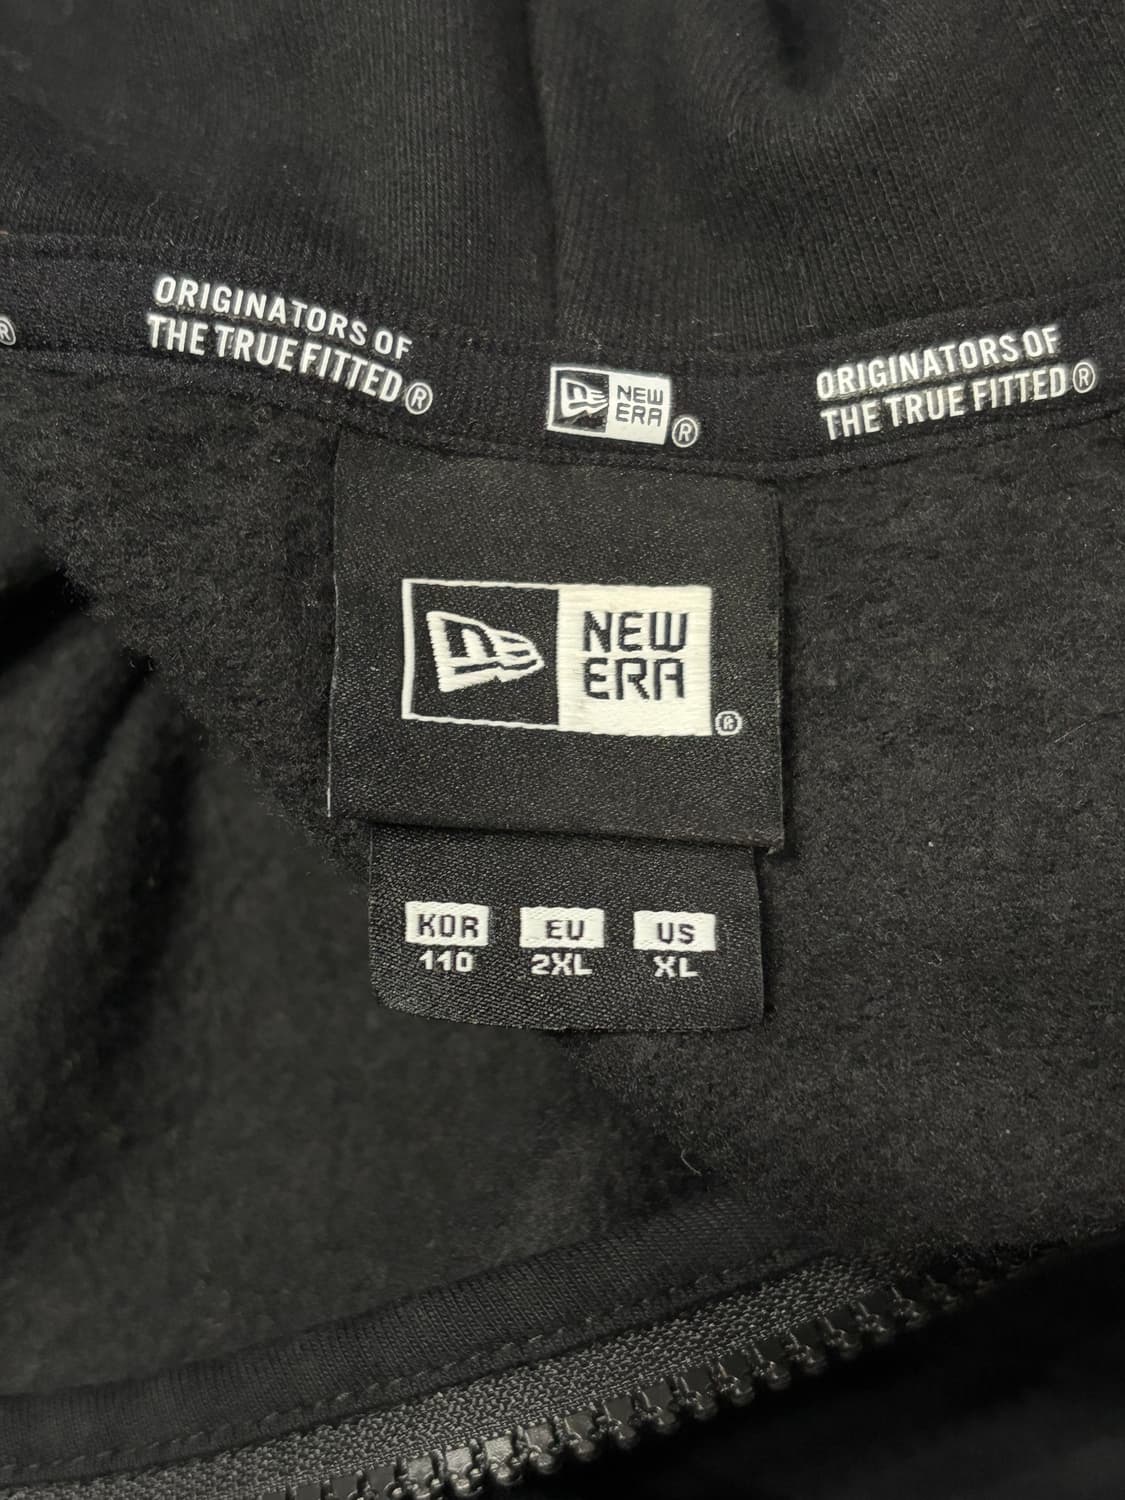 ORIGINATORS OF
THE TRUE FITTED®
NEW
ERA®
ORIGINATORS OF
THE TRUE FITTED®
®
NEW
ERA®
KOR EU US
110 2XL XL